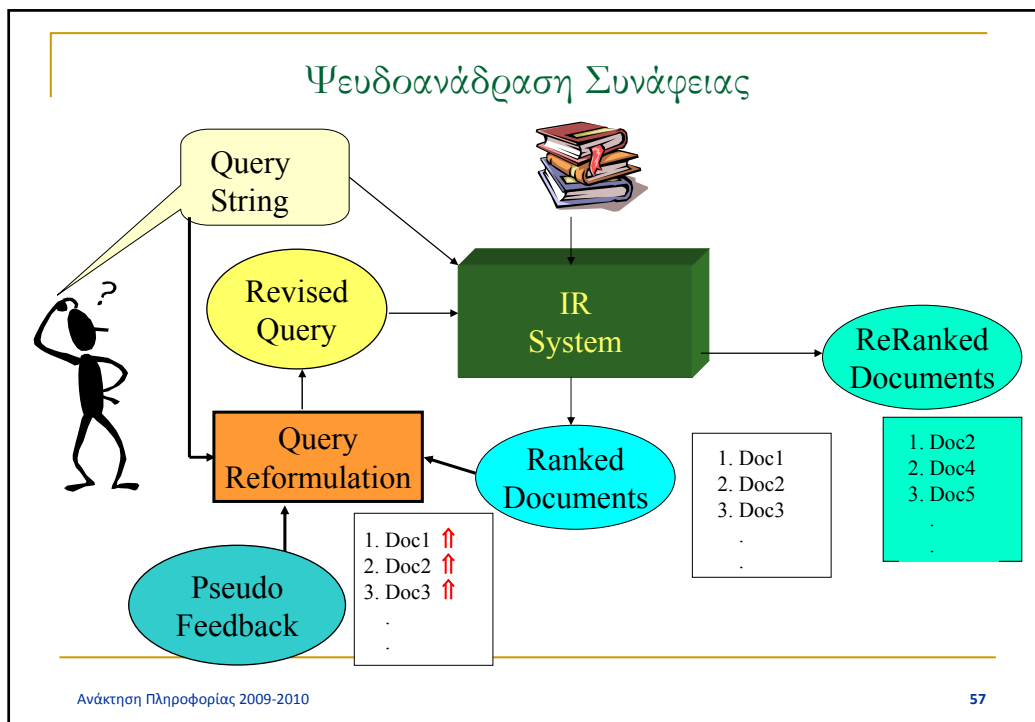 Ψευδοανάδραση Συνάφειας
Query
String
?
Revised
Query
IR
System
ReRanked
Documents
Query
Reformulation
Ranked
Documents
1. Doc1
2. Doc2
3. Doc3
.
.
1. Doc2
2. Doc4
3. Doc5
.
.
Pseudo
Feedback
1. Doc1 ⇑
2. Doc2 ⇑
3. Doc3 ⇑
.
.
Ανάκτηση Πληροφορίας 2009-2010
57